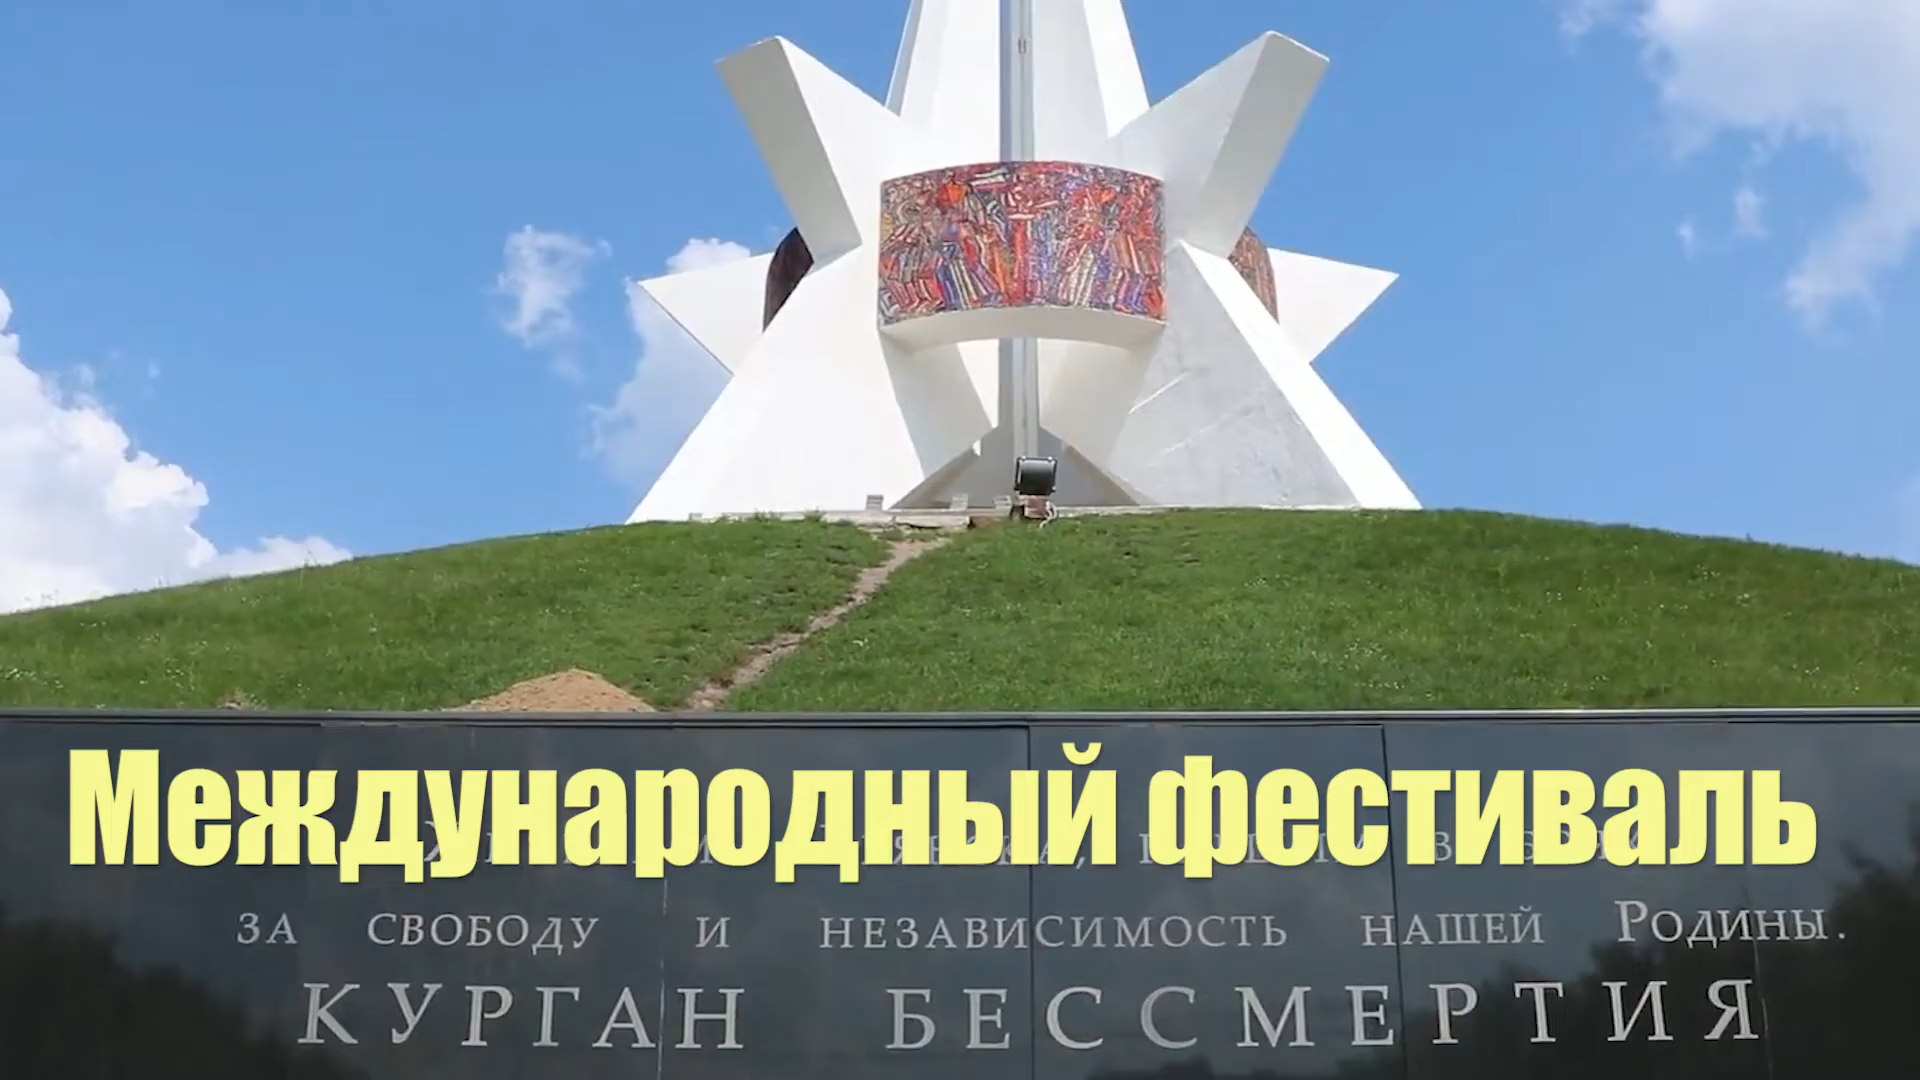 Международный фестиваль
ЗА СВОБОДУ И НЕЗАВИСИМОСТЬ НАШЕЙ РОДИНЫ.
КУРГАН БЕССМЕРТИЯ